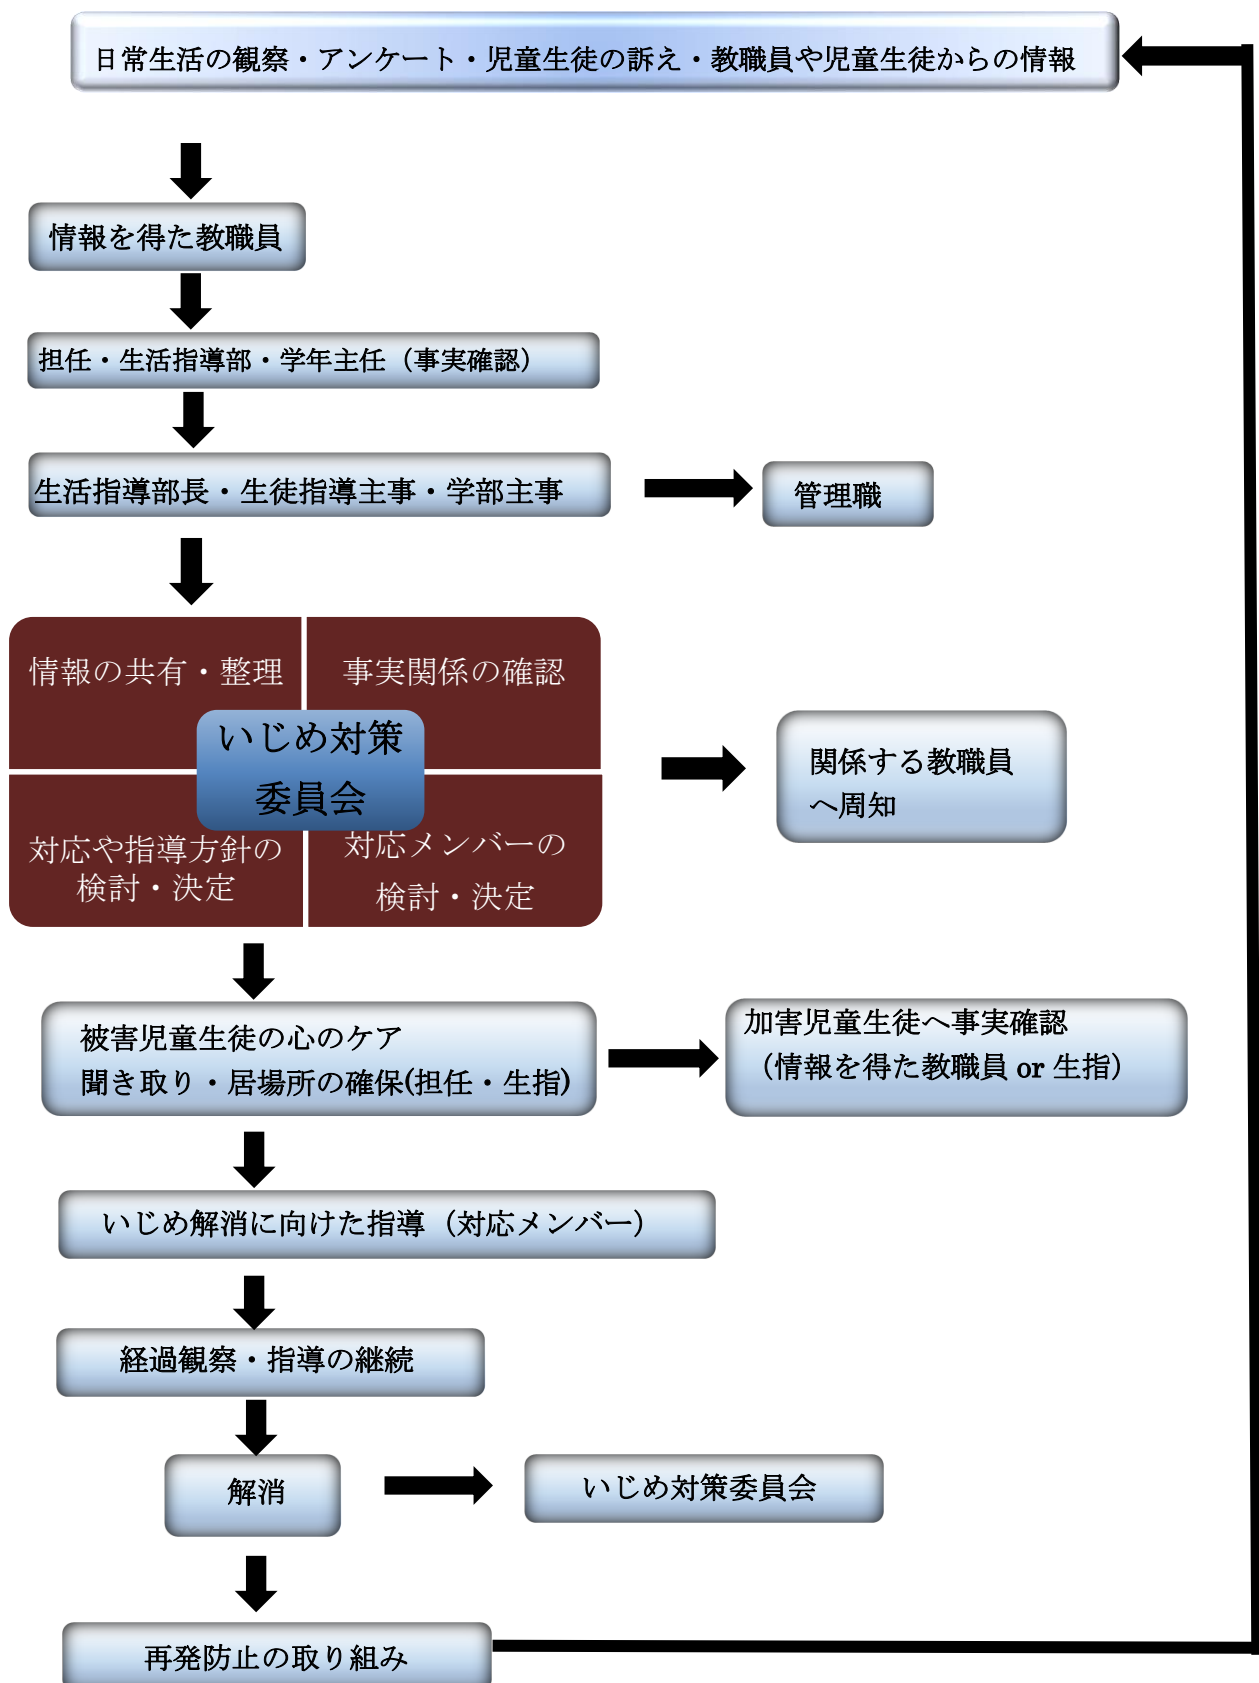 日常生活の観察・アンケート・児童生徒の訴え・教職員や児童生徒からの情報
情報を得た教職員
担任・生活指導部・学年主任（事実確認）
生活指導部長・生徒指導主事・学部主事
管理職
情報の共有・整理
事実関係の確認
いじめ対策
委員会
対応や指導方針の
検討・決定
対応メンバーの
検討・決定
関係する教職員
へ周知
被害児童生徒の心のケア
聞き取り・居場所の確保(担任・生指)
加害児童生徒へ事実確認
（情報を得た教職員 or 生指）
いじめ解消に向けた指導（対応メンバー）
経過観察・指導の継続
解消
いじめ対策委員会
再発防止の取り組み